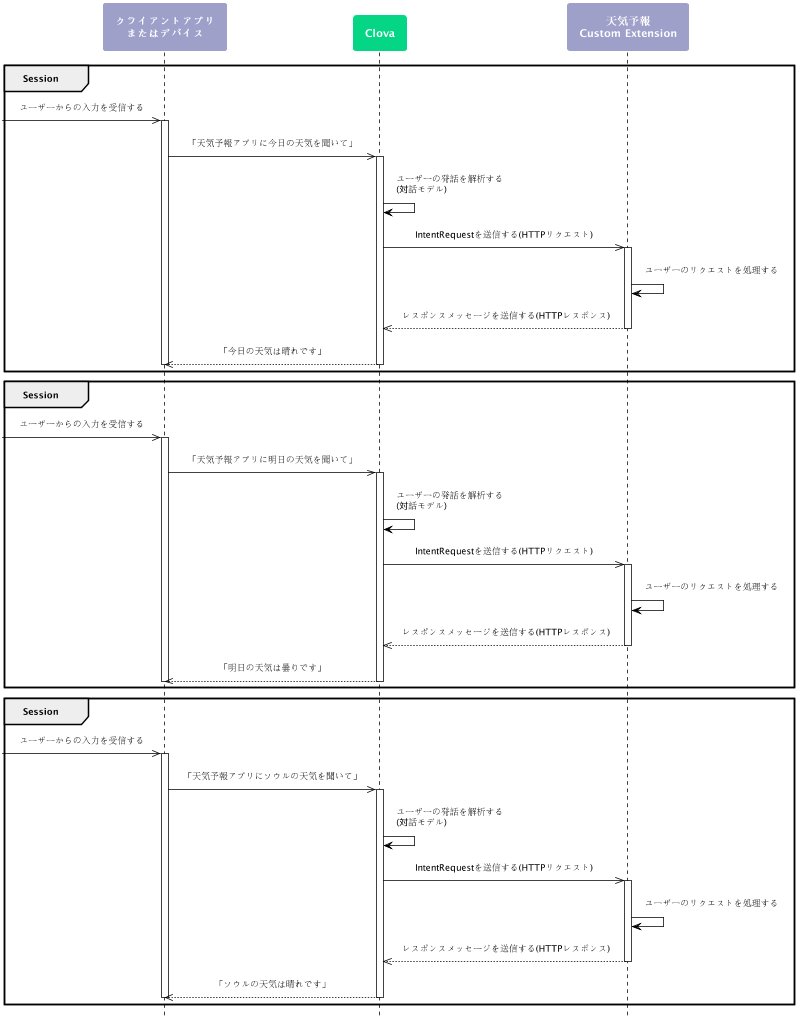 クライアントアプリ
またはデバイス
Clova
天気予報
Custom Extension
Session
ユーザーからの入力を受信する
「天気予報アプリに今日の天気を聞いて」
ユーザーの発話を解析する
(対話モデル)
IntentRequestを送信する(HTTPリクエスト)
ユーザーのリクエストを処理する
レスポンスメッセージを送信する(HTTPレスポンス)
「今日の天気は晴れです」
Session
ユーザーからの入力を受信する
「天気予報アプリに明日の天気を聞いて」
ユーザーの発話を解析する
(対話モデル)
IntentRequestを送信する(HTTPリクエスト)
ユーザーのリクエストを処理する
レスポンスメッセージを送信する(HTTPレスポンス)
「明日の天気は曇りです」
Session
ユーザーからの入力を受信する
「天気予報アプリにソウルの天気を聞いて」
ユーザーの発話を解析する
(対話モデル)
IntentRequestを送信する(HTTPリクエスト)
ユーザーのリクエストを処理する
レスポンスメッセージを送信する(HTTPレスポンス)
「ソウルの天気は晴れです」